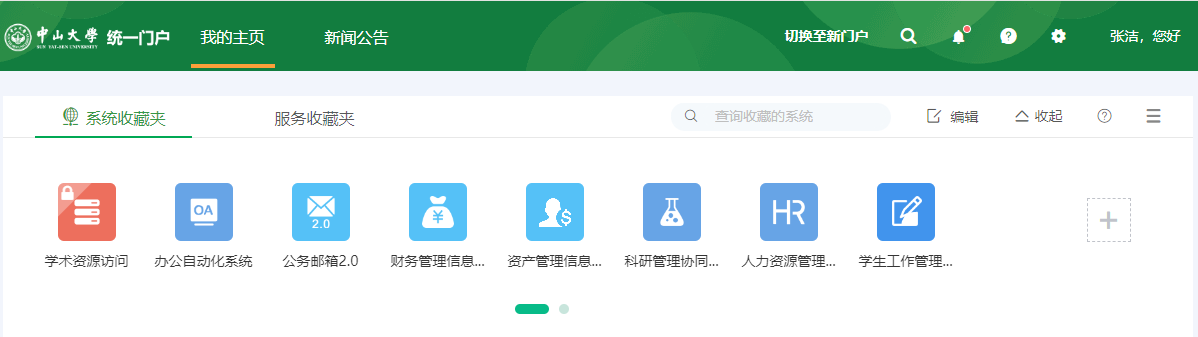 中山大學 统一门户 我的主页 新闻公告 切换至新门户 张洁，您好
SUN YAT-SEN UNIVERSITY
系统收藏夹 服务收藏夹 查询收藏的系统 编辑 收起
OA 2.0 ¥ $ HR
学术资源访问 办公自动化系统 公务邮箱2.0 财务管理信息... 资产管理信息... 科研管理协同... 人力资源管理... 学生工作管理...